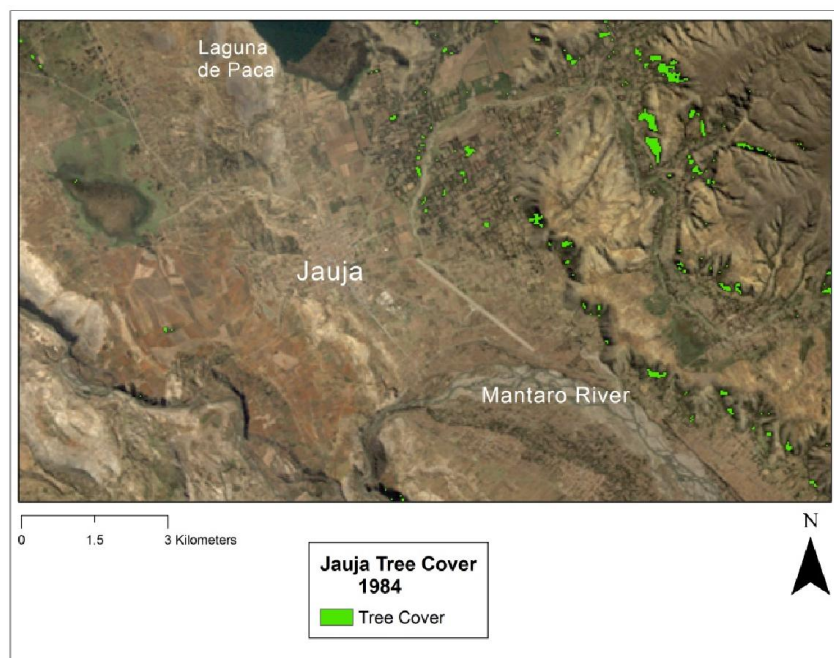 Laguna
de Paca
Jauja
Mantaro River
0 1.5 3 Kilometers
N
Jauja Tree Cover
1984
Tree Cover